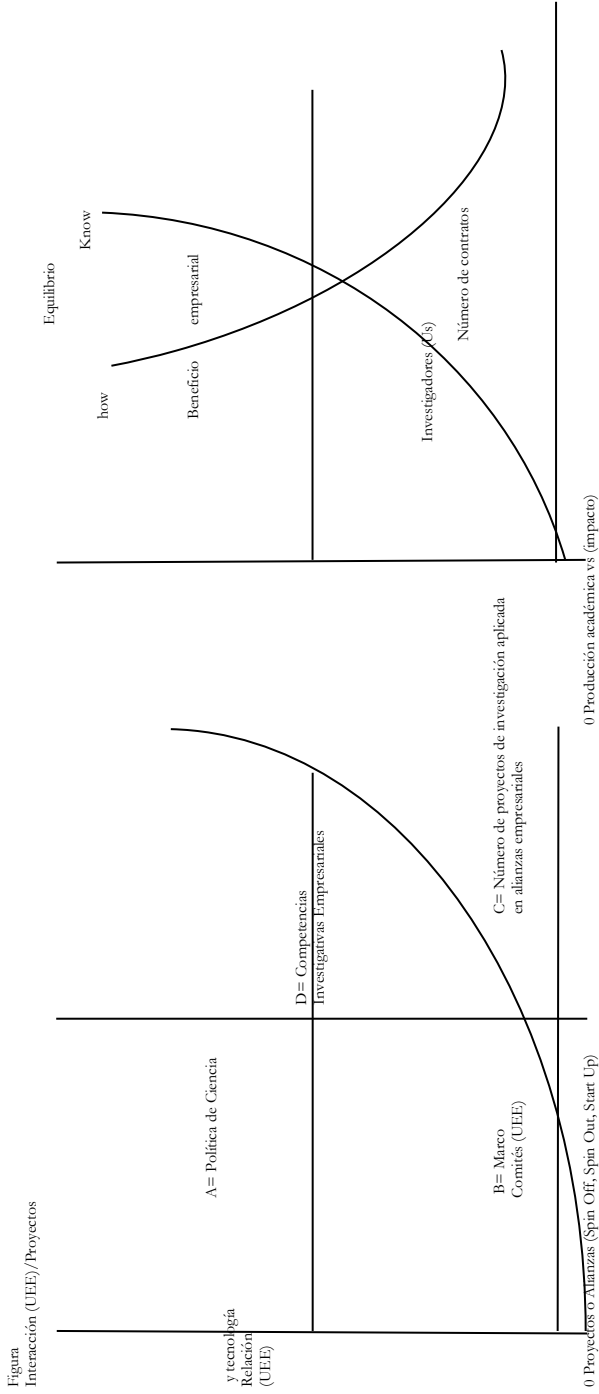 Figura
Interacción (UEE)/Proyectos
y tecnología
Relación
(UEE)
A= Política de Ciencia
B= Marco
Comités (UEE)
D= Competencias
Investigativas Empresariales
C= Número de proyectos de investigación aplicada
en alianzas empresariales
0 Proyectos o Alianzas (Spin Off, Spin Out, Start Up)
Equilibrio
how
Know
Beneficio empresarial
Investigadores (Us)
Número de contratos
0 Producción académica vs (impacto)